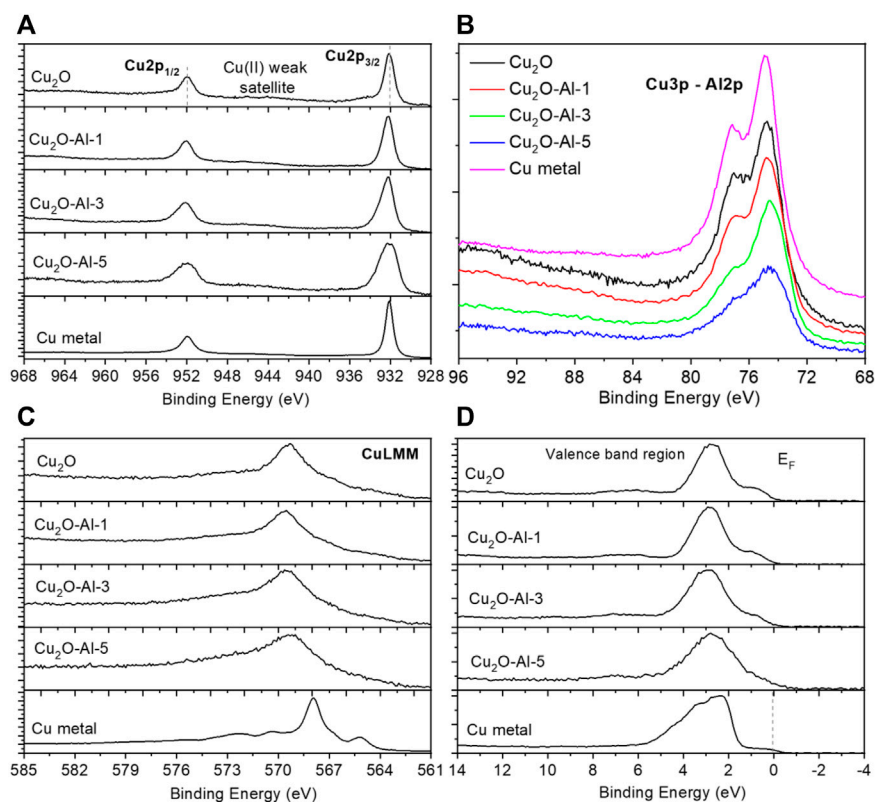 A
Cu2p₁/₂
Cu2p₃/₂
Cu(II) weak
satellite
Cu₂O
Cu₂O-Al-1
Cu₂O-Al-3
Cu₂O-Al-5
Cu metal
968 964 960 956 952 948 944 940 936 932 928
Binding Energy (eV)
B
Cu3p - Al2p
Cu₂O
Cu₂O-Al-1
Cu₂O-Al-3
Cu₂O-Al-5
Cu metal
96 92 88 84 80 76 72 68
Binding Energy (eV)
C
CuLMM
Cu₂O
Cu₂O-Al-1
Cu₂O-Al-3
Cu₂O-Al-5
Cu metal
585 582 579 576 573 570 567 564 561
Binding Energy (eV)
D
Valence band region
E_F
Cu₂O
Cu₂O-Al-1
Cu₂O-Al-3
Cu₂O-Al-5
Cu metal
14 12 10 8 6 4 2 0 -2 -4
Binding Energy (eV)